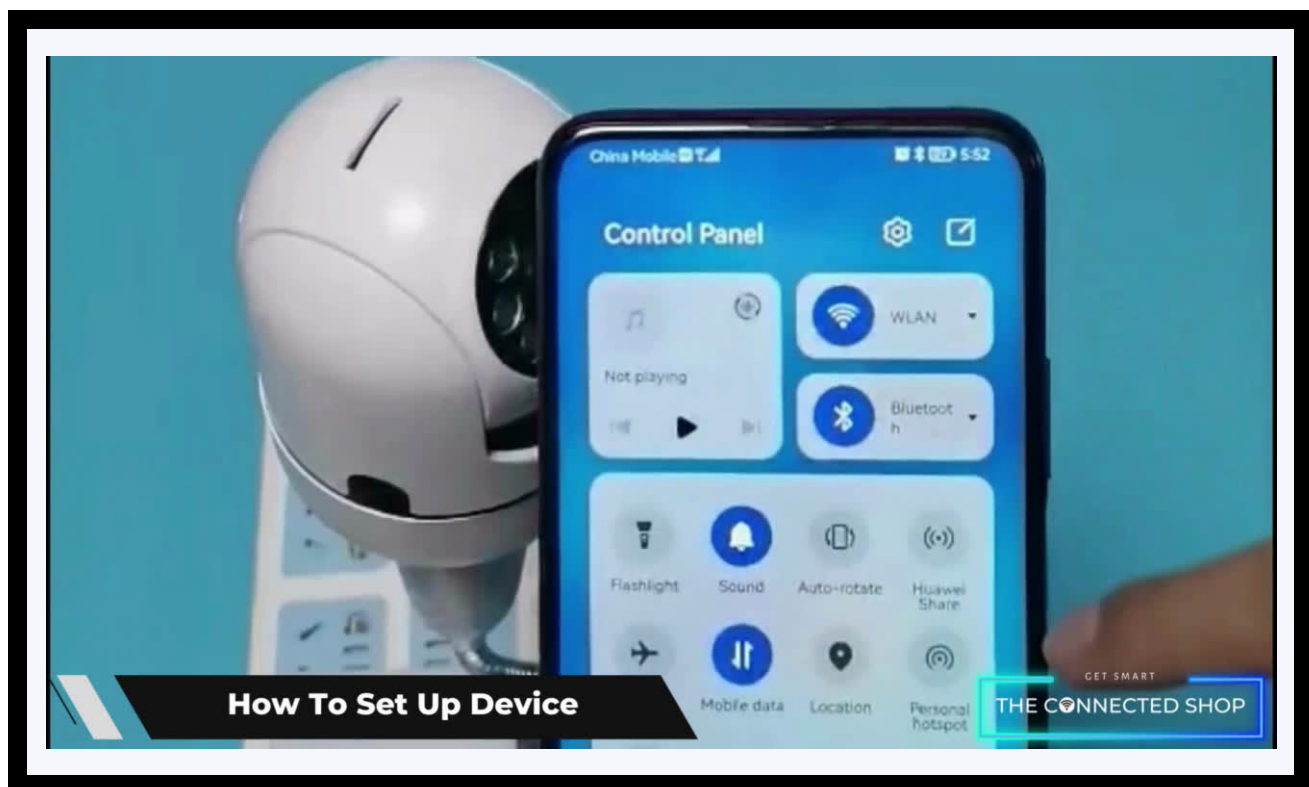 China Mobile 5:52
Control Panel
WLAN
Not playing
Bluetoot
h
Flashlight
Sound
Auto-rotate
Huawei
Share
Mobile data
Location
Personal
hotspot
How To Set Up Device
GET SMART
THE CONNECTED SHOP